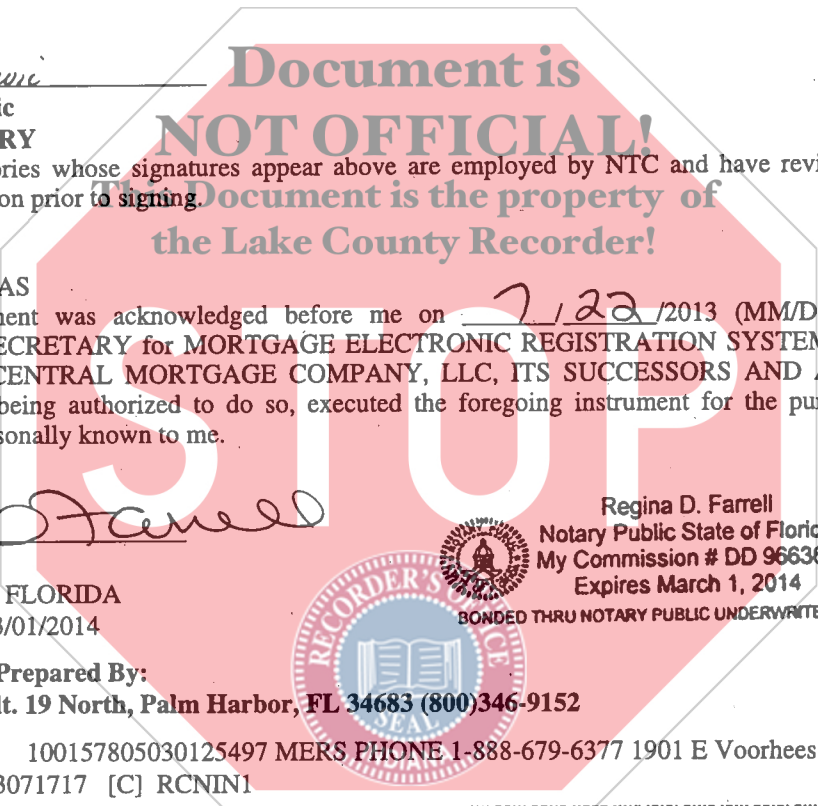 Document is
NOT OFFICIAL!
This Document is the property of
the Lake County Recorder!
STOP
ic
RY
ories whose signatures appear above are employed by NTC and have revi
on prior to signing.
AS
nent was acknowledged before me on 7/22/2013 (MM/D
ECRETARY for MORTGAGE ELECTRONIC REGISTRATION SYSTEM
CENTRAL MORTGAGE COMPANY, LLC, ITS SUCCESSORS AND A
being authorized to do so, executed the foregoing instrument for the pur
sonally known to me.
D Farrell
Regina D. Farrell
Notary Public State of Florid
My Commission # DD 96638
Expires March 1, 2014
BONDED THRU NOTARY PUBLIC UNDERWRITE
FLORIDA
3/01/2014
RECORDER'S OFFICE
SEAL
Prepared By:
lt. 19 North, Palm Harbor, FL 34683 (800)346-9152
100157805030125497 MERS PHONE 1-888-679-6377 1901 E Voorhees
3071717 [C] RCNIN1